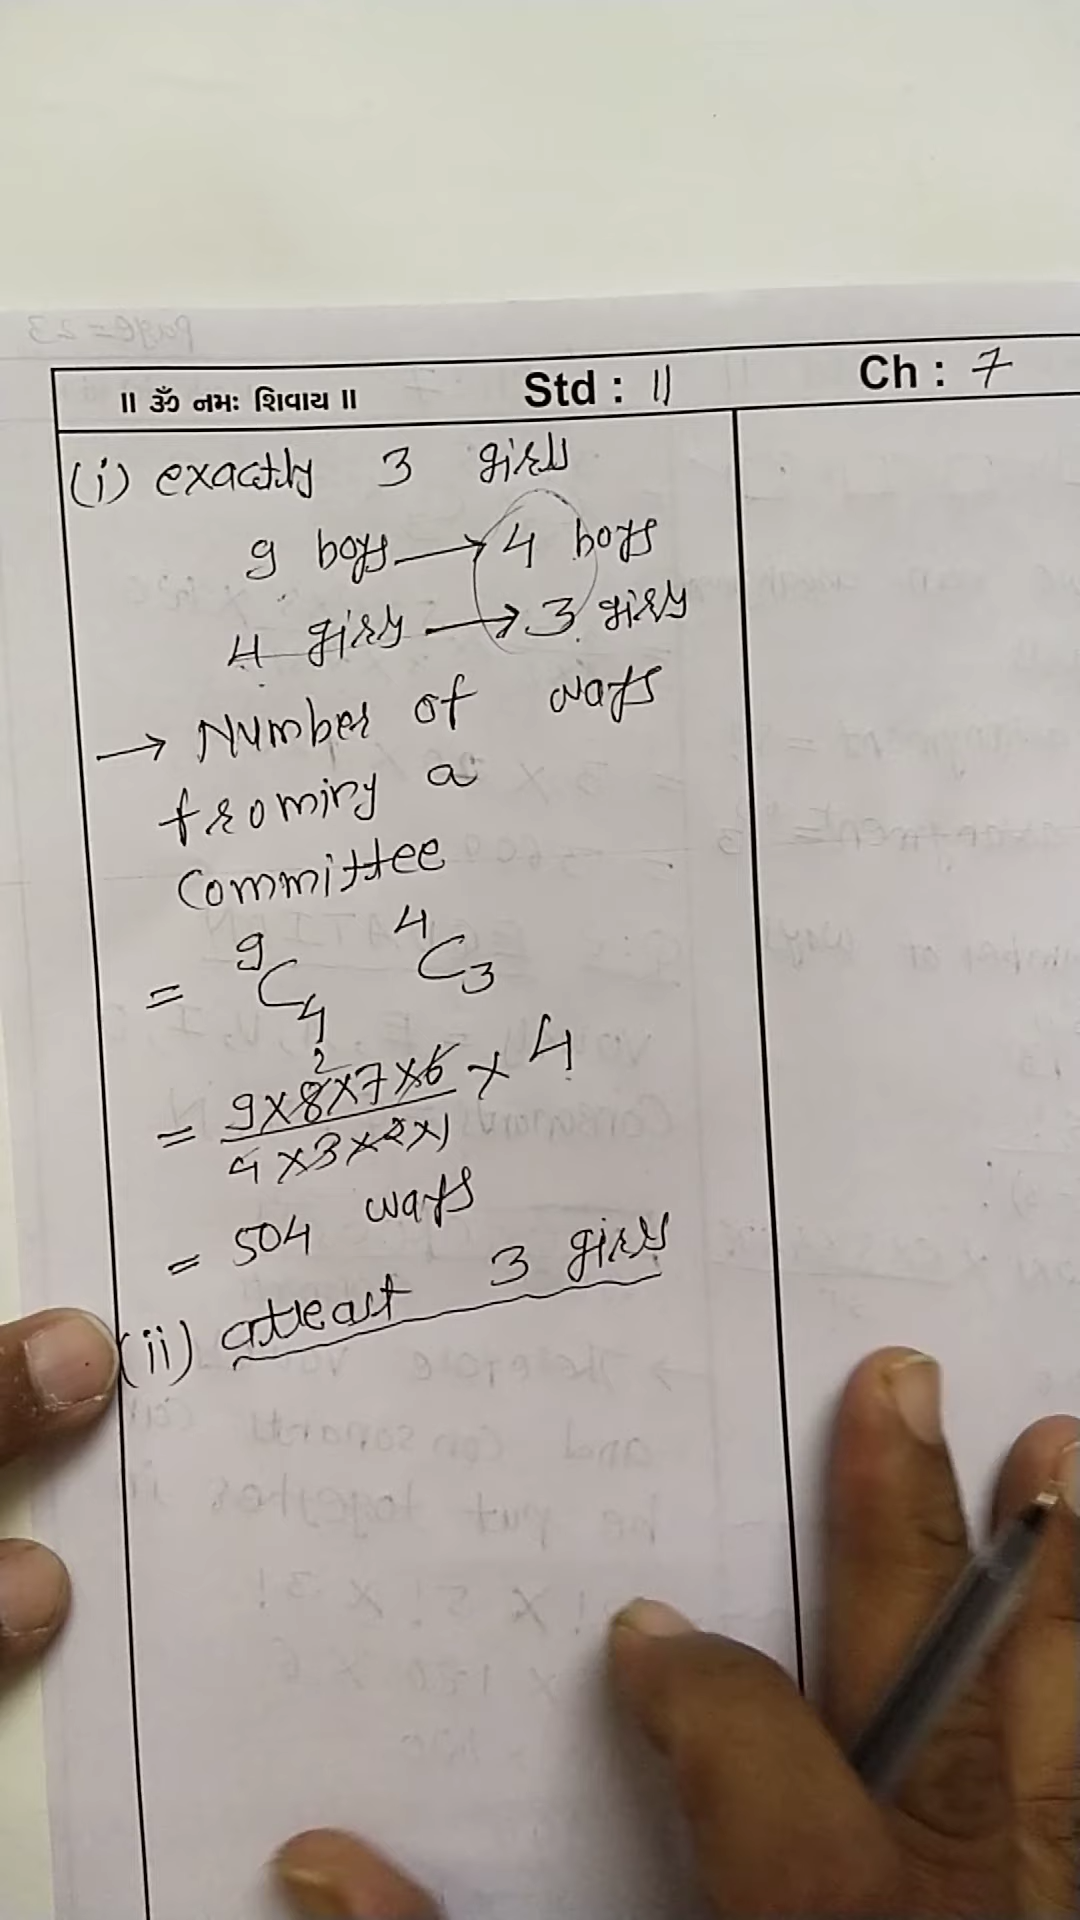 ॥ ૐ નમઃ શિવાય ॥ Std : 11 Ch : 7
(i) exactly 3 girls
9 boys → 4 boys
4 girls → 3 girls
→ Number of ways
froming a
Committee
= ⁹C₄ ⁴C₃
= 9×8×7×6 / 4×3×2×1 × 4
2
= 504 ways
(ii) atleast 3 girls